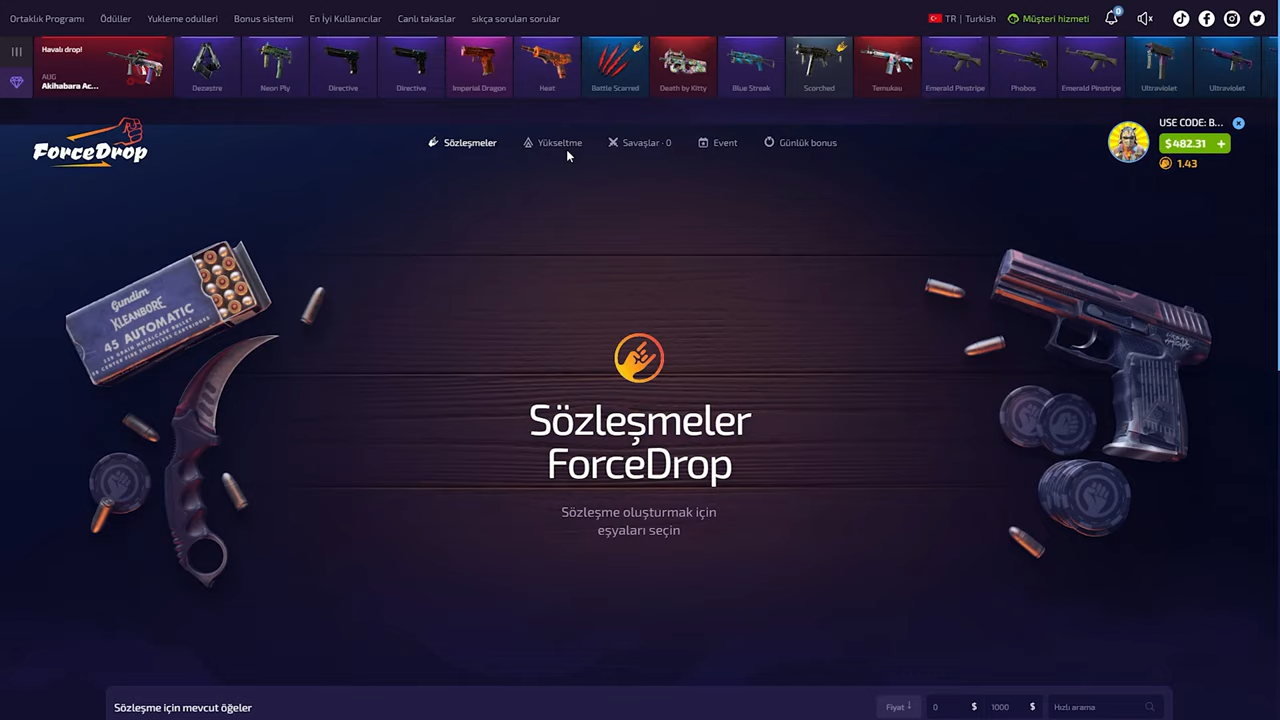 Ortaklık Programı Ödüller Yukleme odulleri Bonus sistemi En İyi Kullanıcılar Canlı takaslar sıkça sorulan sorular TR | Turkish Müşteri hizmeti 0
Havalı drop!
AUG
Akihabara Ac...
Dezastre Neon Ply Directive Directive Imperial Dragon Heat Battle Scarred Death by Kitty Blue Streak Scorched Temukau Emerald Pinstripe Phobos Emerald Pinstripe Ultraviolet Ultraviolet
ForceDrop
Sözleşmeler Yükseltme Savaşlar · 0 Event Günlük bonus
USE CODE: B...
$482.31 +
1.43
Gundim
KLEANBORE
45 AUTOMATIC
Sözleşmeler
ForceDrop
Sözleşme oluşturmak için
eşyaları seçin
Sözleşme için mevcut öğeler Fiyat 0 $ 1000 $ Hızlı arama